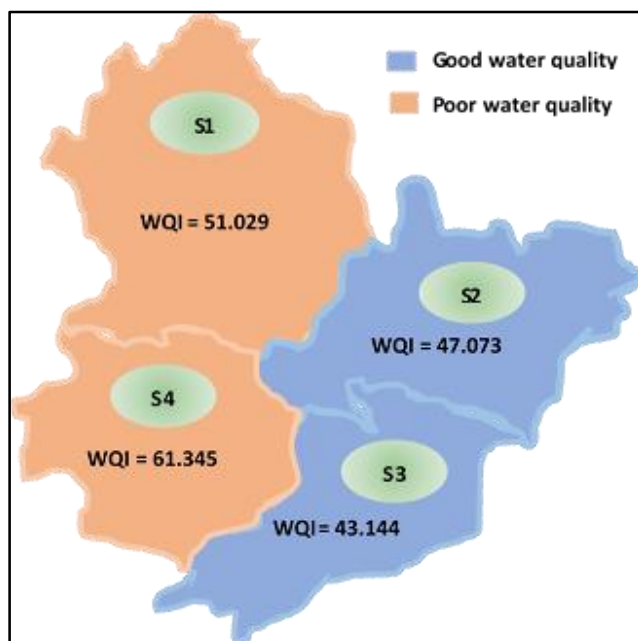 Good water quality
Poor water quality
S1
WQI = 51.029
S2
WQI = 47.073
S4
WQI = 61.345
S3
WQI = 43.144